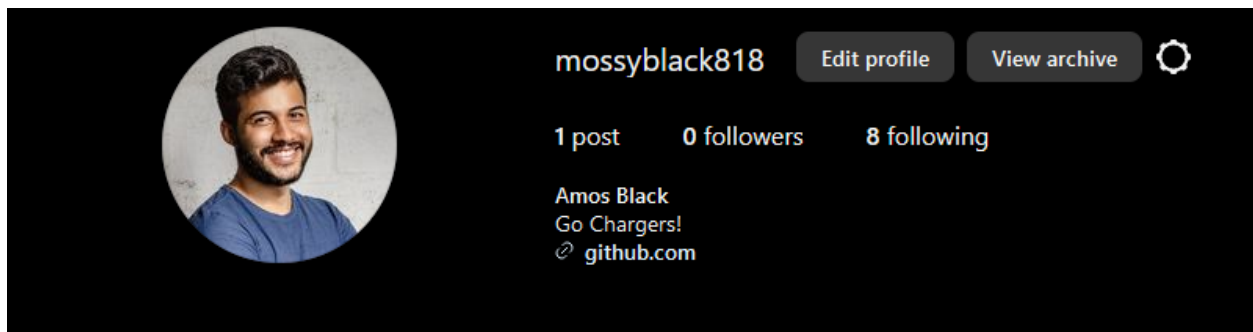 mossyblack818 Edit profile View archive
1 post 0 followers 8 following
Amos Black
Go Chargers!
github.com